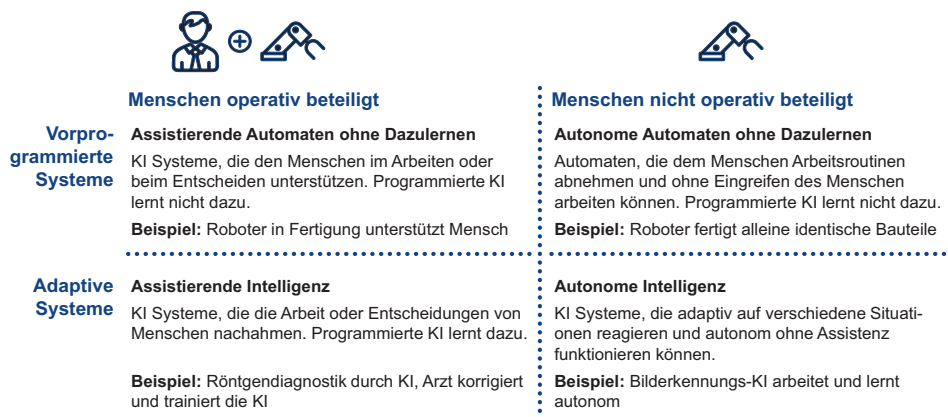 Menschen operativ beteiligt
Menschen nicht operativ beteiligt
Vorpro-
grammierte
Systeme
Assistierende Automaten ohne Dazulernen
KI Systeme, die den Menschen im Arbeiten oder
beim Entscheiden unterstützen. Programmierte KI
lernt nicht dazu.
Beispiel: Roboter in Fertigung unterstützt Mensch
Autonome Automaten ohne Dazulernen
Automaten, die dem Menschen Arbeitsroutinen
abnehmen und ohne Eingreifen des Menschen
arbeiten können. Programmierte KI lernt nicht dazu.
Beispiel: Roboter fertigt alleine identische Bauteile
Adaptive
Systeme
Assistierende Intelligenz
KI Systeme, die die Arbeit oder Entscheidungen von
Menschen nachahmen. Programmierte KI lernt dazu.
Beispiel: Röntgendiagnostik durch KI, Arzt korrigiert
und trainiert die KI
Autonome Intelligenz
KI Systeme, die adaptiv auf verschiedene Situati-
onen reagieren und autonom ohne Assistenz
funktionieren können.
Beispiel: Bilderkennungs-KI arbeitet und lernt
autonom